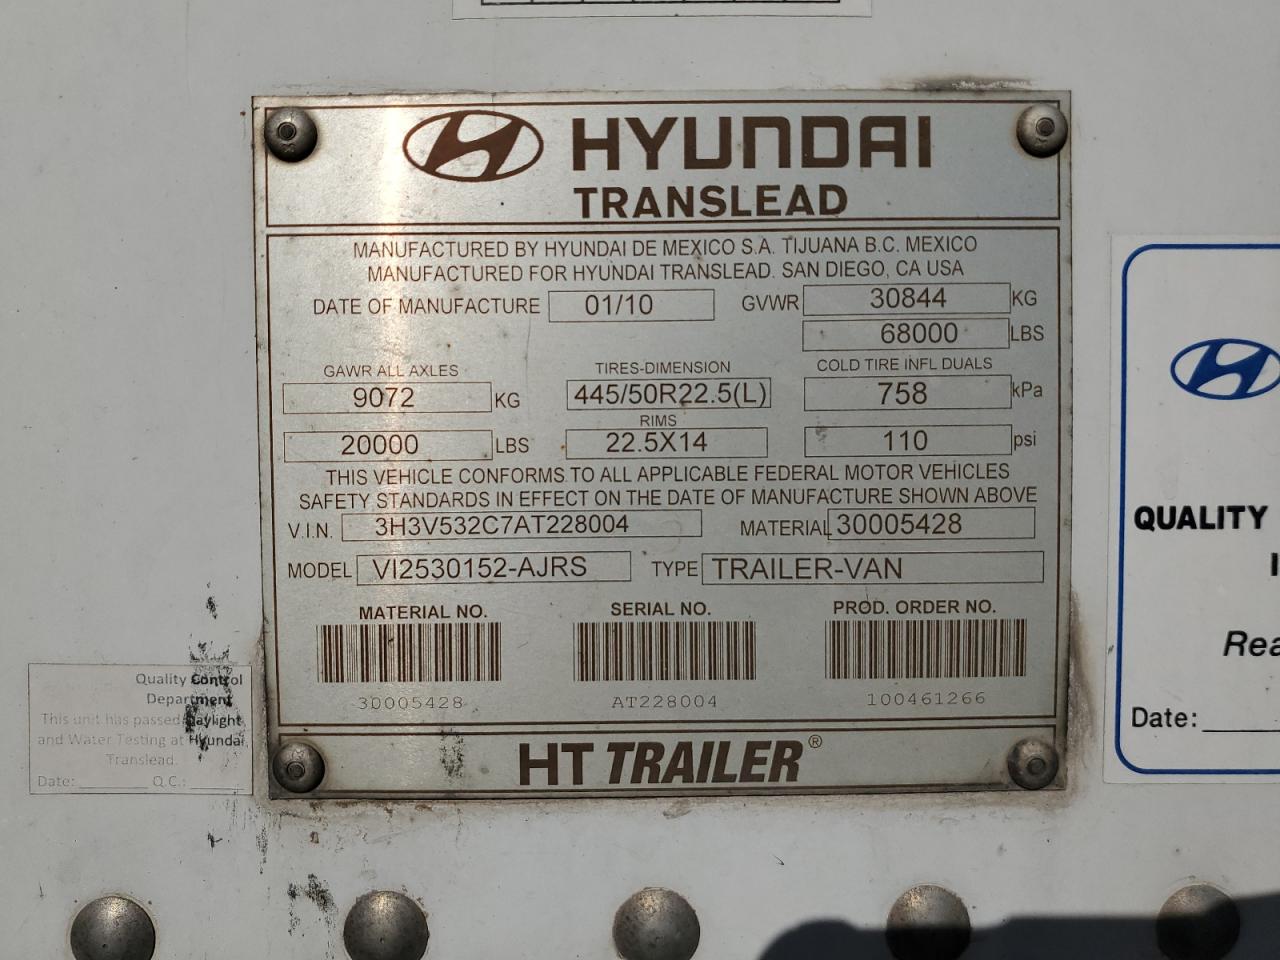 HYUNDAI
TRANSLEAD
MANUFACTURED BY HYUNDAI DE MEXICO S.A. TIJUANA B.C. MEXICO
MANUFACTURED FOR HYUNDAI TRANSLEAD. SAN DIEGO, CA USA
DATE OF MANUFACTURE 01/10 GVWR 30844 KG
68000 LBS
GAWR ALL AXLES TIRES-DIMENSION COLD TIRE INFL DUALS
9072 KG 445/50R22.5(L) 758 kPa
RIMS
20000 LBS 22.5X14 110 psi
THIS VEHICLE CONFORMS TO ALL APPLICABLE FEDERAL MOTOR VEHICLES
SAFETY STANDARDS IN EFFECT ON THE DATE OF MANUFACTURE SHOWN ABOVE
V.I.N. 3H3V532C7AT228004 MATERIAL 30005428
MODEL VI2530152-AJRS TYPE TRAILER-VAN
MATERIAL NO. SERIAL NO. PROD. ORDER NO.
30005428 AT228004 100461266
HT TRAILER®
Quality Control
Department
This unit has passed Daylight
and Water Testing at Hyundai
Translead.
Date: Q.C.:
QUALITY
Date: